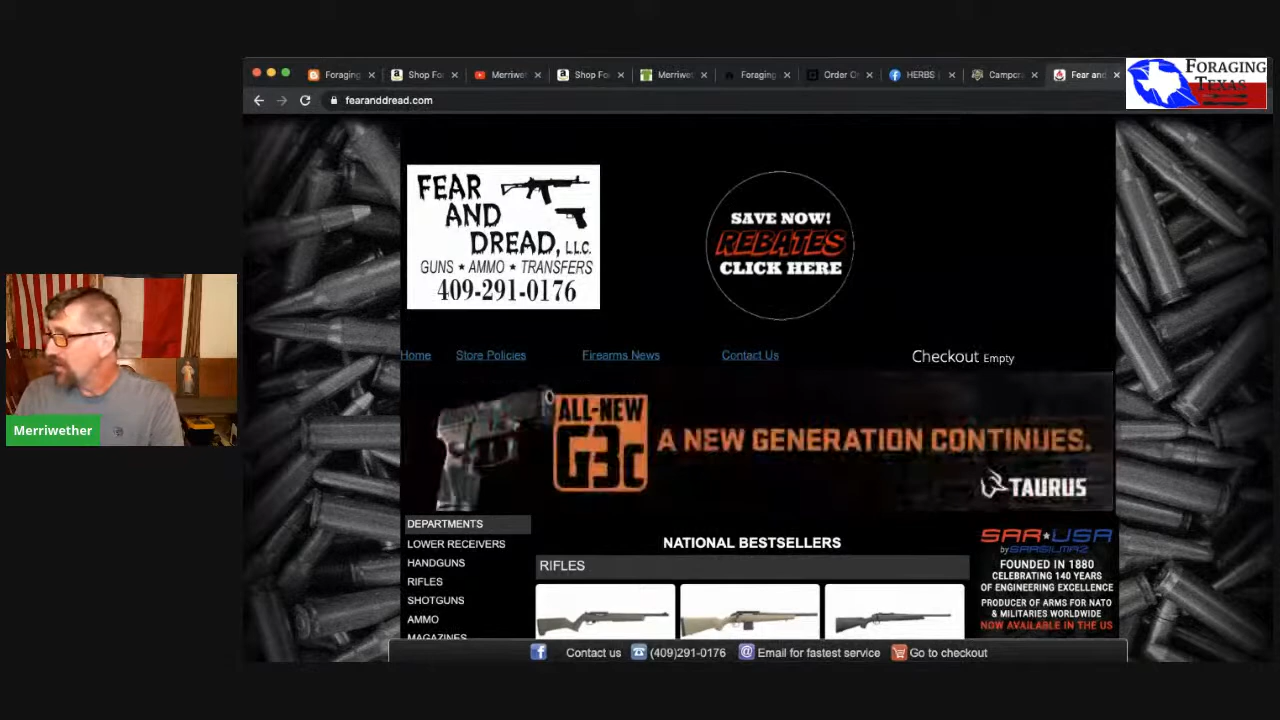 Foraging
Shop Fo
Merriwet
Shop Fo
Merriwet
Foraging
Order O
HERBS
Campcra
Fear and
FORAGING
TEXAS
fearanddread.com
FEAR
AND
DREAD, L.L.C.
GUNS ★ AMMO ★ TRANSFERS
409-291-0176
SAVE NOW!
REBATES
CLICK HERE
Home
Store Policies
Firearms News
Contact Us
Checkout Empty
Merriwether
ALL-NEW
G3c
A NEW GENERATION CONTINUES.
TAURUS
DEPARTMENTS
LOWER RECEIVERS
HANDGUNS
RIFLES
SHOTGUNS
AMMO
MAGAZINES
NATIONAL BESTSELLERS
RIFLES
SAR★USA
by SARSILMAZ
FOUNDED IN 1880
CELEBRATING 140 YEARS
OF ENGINEERING EXCELLENCE
PRODUCER OF ARMS FOR NATO
& MILITARIES WORLDWIDE
NOW AVAILABLE IN THE US
Contact us
(409)291-0176
Email for fastest service
Go to checkout